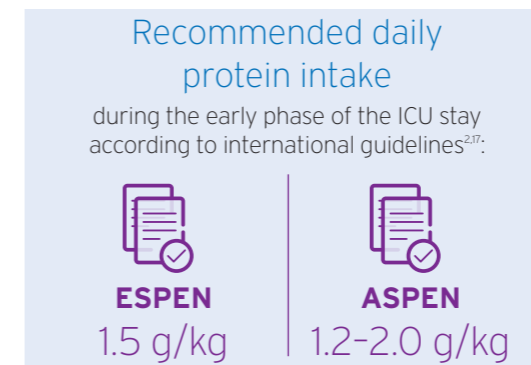 Recommended daily
protein intake
during the early phase of the ICU stay
according to international guidelines2,17:
ESPEN
1.5 g/kg
ASPEN
1.2–2.0 g/kg